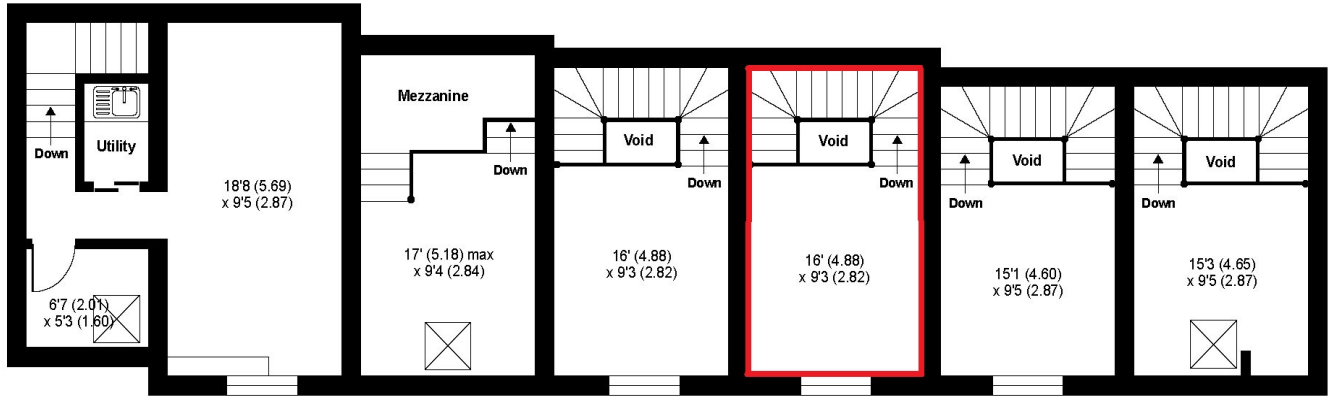 Down
Utility
18'8 (5.69)
x 9'5 (2.87)
6'7 (2.01)
x 5'3 (1.60)
Mezzanine
Down
17' (5.18) max
x 9'4 (2.84)
Void
Down
16' (4.88)
x 9'3 (2.82)
Void
Down
16' (4.88)
x 9'3 (2.82)
Void
Down
15'1 (4.60)
x 9'5 (2.87)
Void
Down
15'3 (4.65)
x 9'5 (2.87)